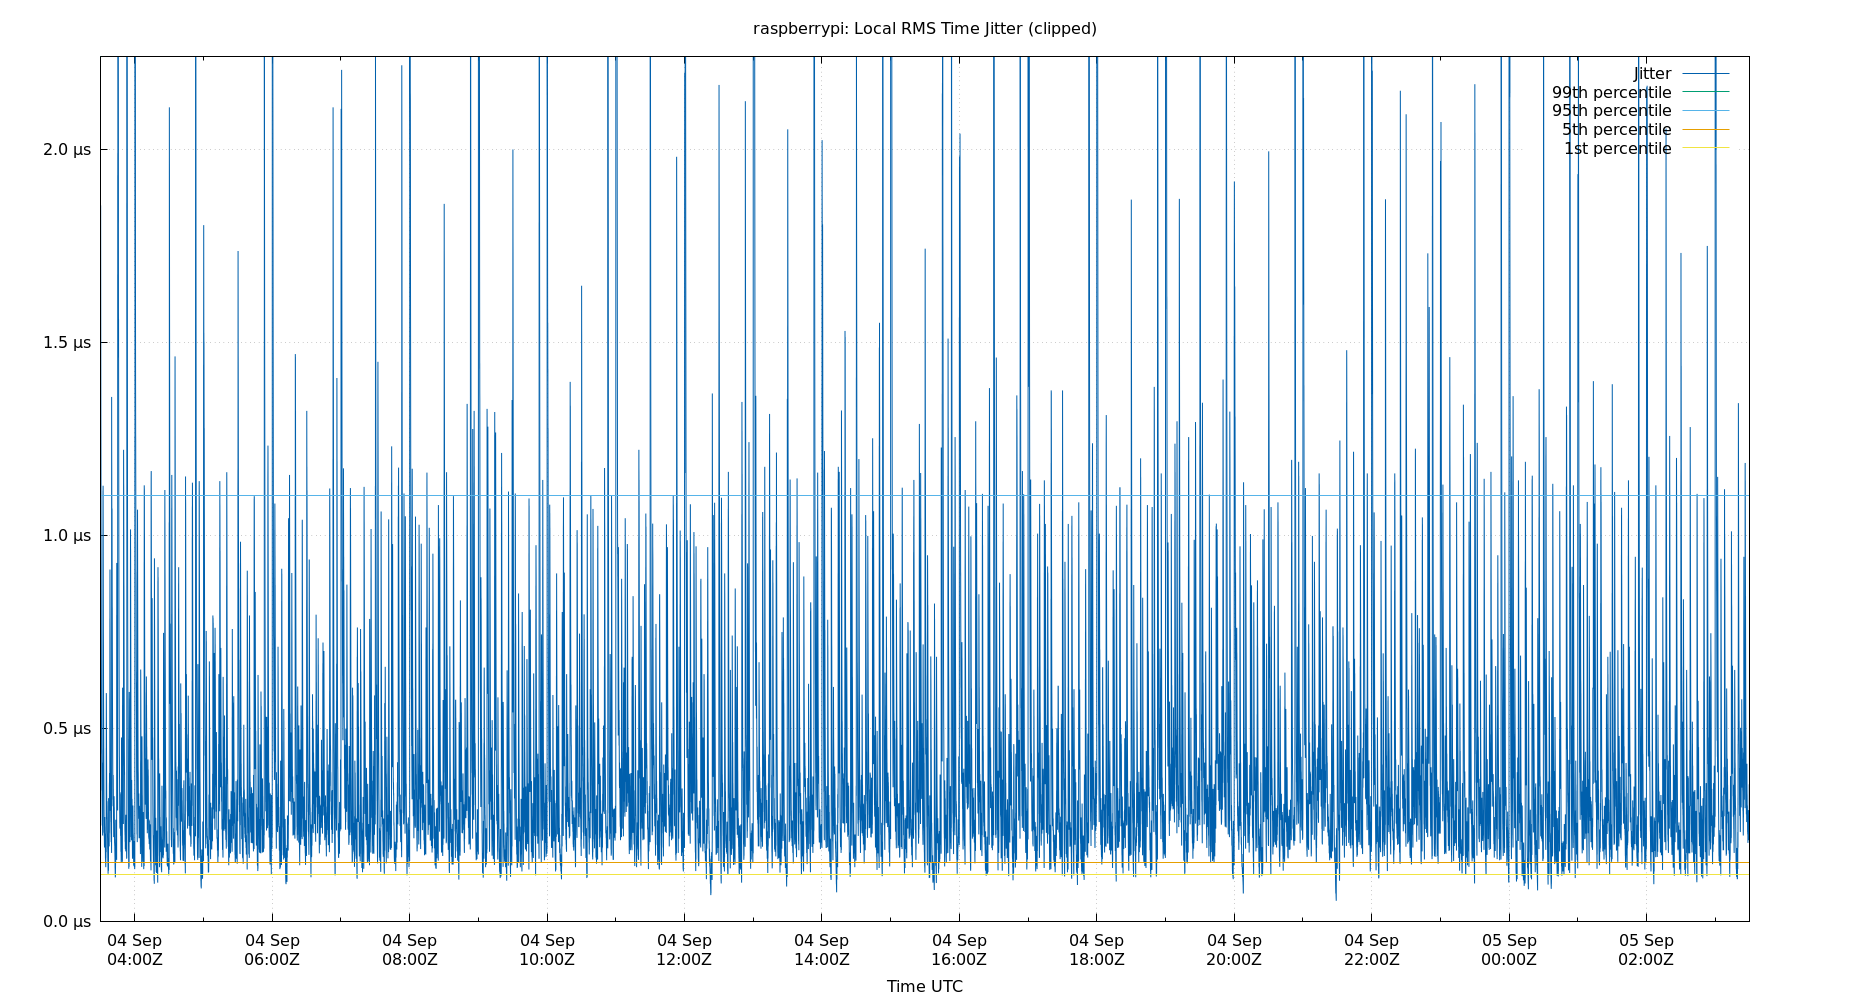 raspberrypi: Local RMS Time Jitter (clipped)
Jitter
99th percentile
95th percentile
5th percentile
1st percentile
2.0 µs
1.5 µs
1.0 µs
0.5 µs
0.0 µs
04 Sep 04 Sep 04 Sep 04 Sep 04 Sep 04 Sep 04 Sep 04 Sep 04 Sep 04 Sep 05 Sep 05 Sep
04:00Z 06:00Z 08:00Z 10:00Z 12:00Z 14:00Z 16:00Z 18:00Z 20:00Z 22:00Z 00:00Z 02:00Z
Time UTC